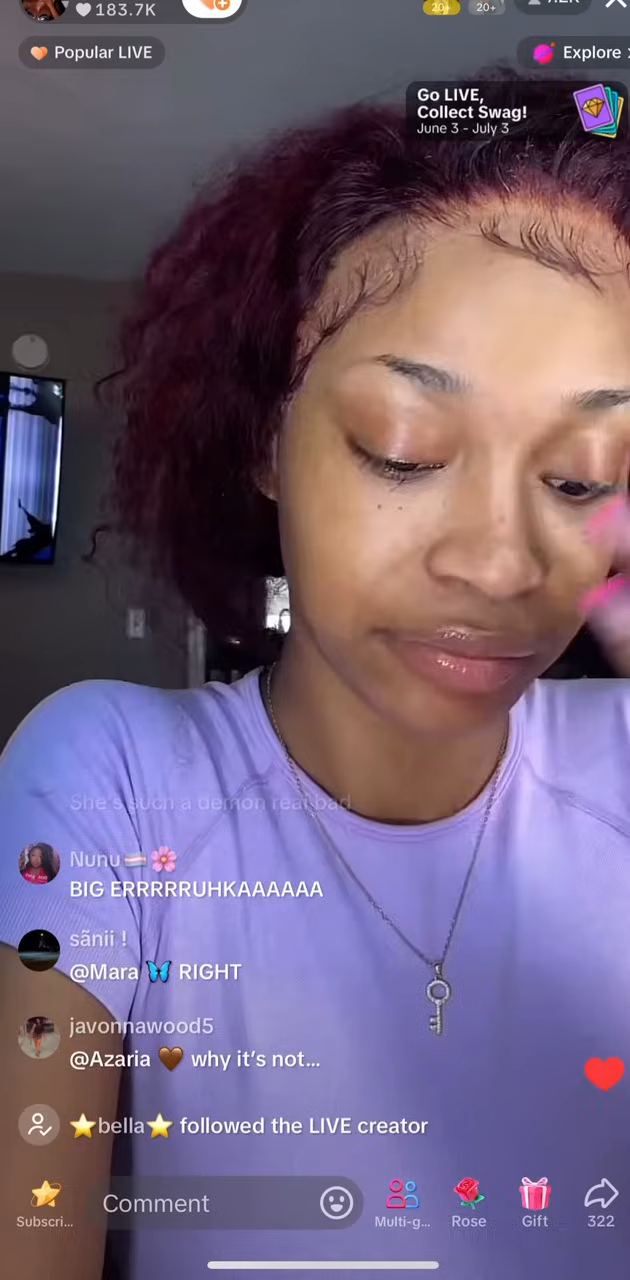 183.7K
20+
20+
Popular LIVE
Explore
Go LIVE,
Collect Swag!
June 3 - July 3
She's such a demon real bad
Nunu
BIG ERRRRRUHKAAAAAA
sãnii !
@Mara 🦋 RIGHT
javonnawood5
@Azaria 🤎 why it's not...
⭐bella⭐ followed the LIVE creator
Subscri...
Comment
Multi-g...
Rose
Gift
322